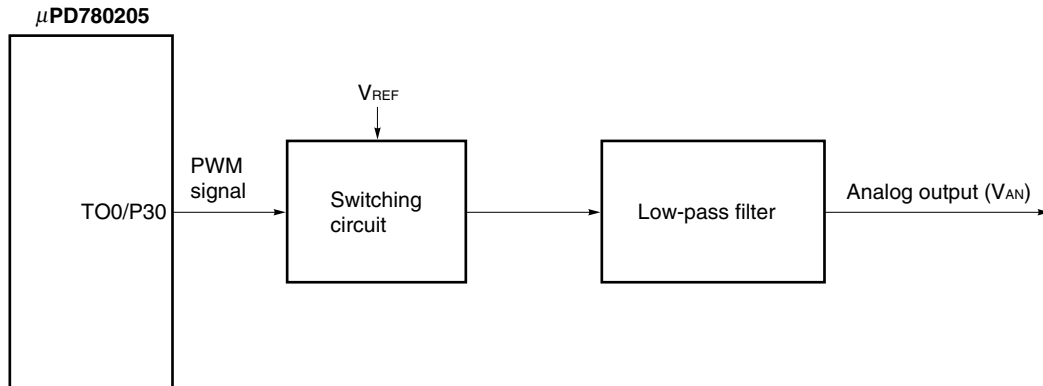 μPD780205
VREF
PWM
signal
TO0/P30
Switching
circuit
Low-pass filter
Analog output (VAN)